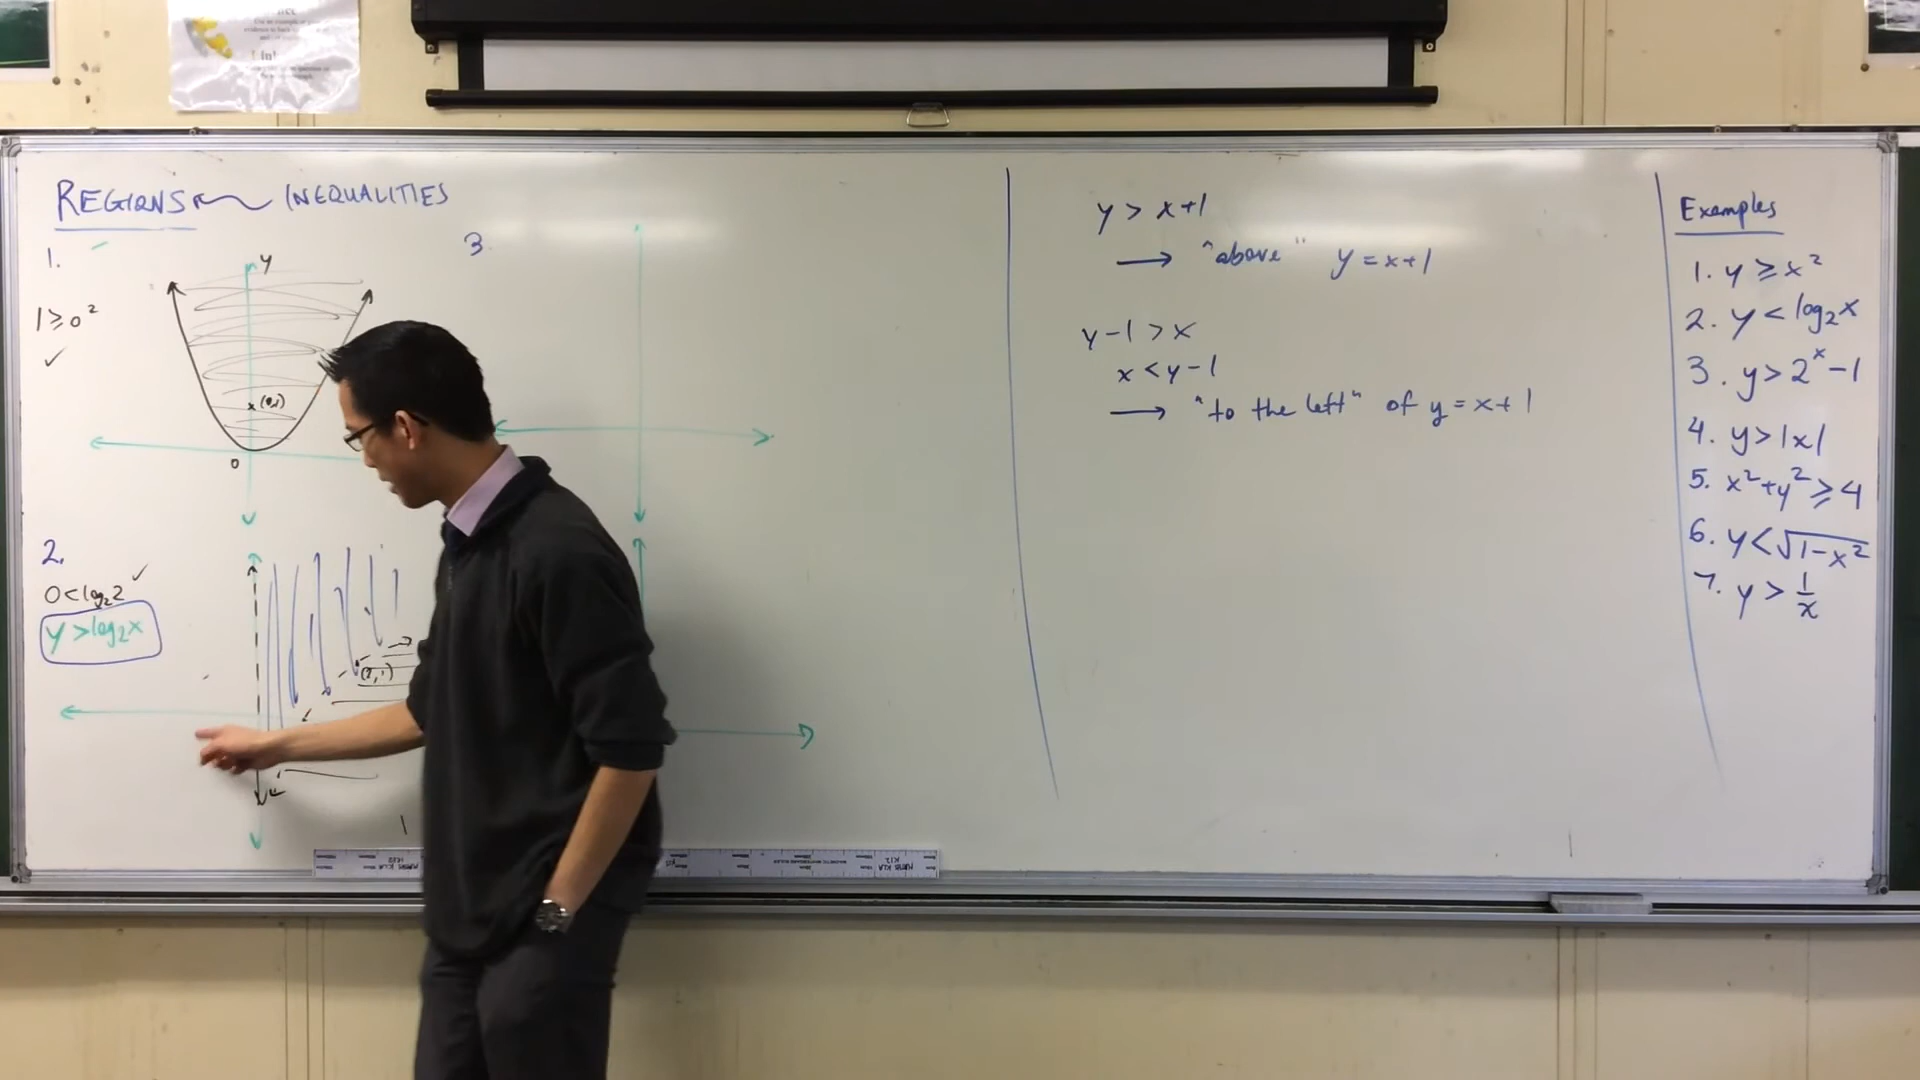 REGIONS INEQUALITIES
1.
y
1 ≥ 0²
✓
(0,1)
0
2.
0 < log₂2 ✓
y > log₂x
(2,1)
3.
y > x+1
→ "above" y = x+1
y-1 > x
x < y-1
→ "to the left" of y = x+1
Examples
1. y ≥ x²
2. y < log₂x
3. y > 2ˣ-1
4. y > |x|
5. x²+y² ≥ 4
6. y < √1-x²
7. y > 1/x